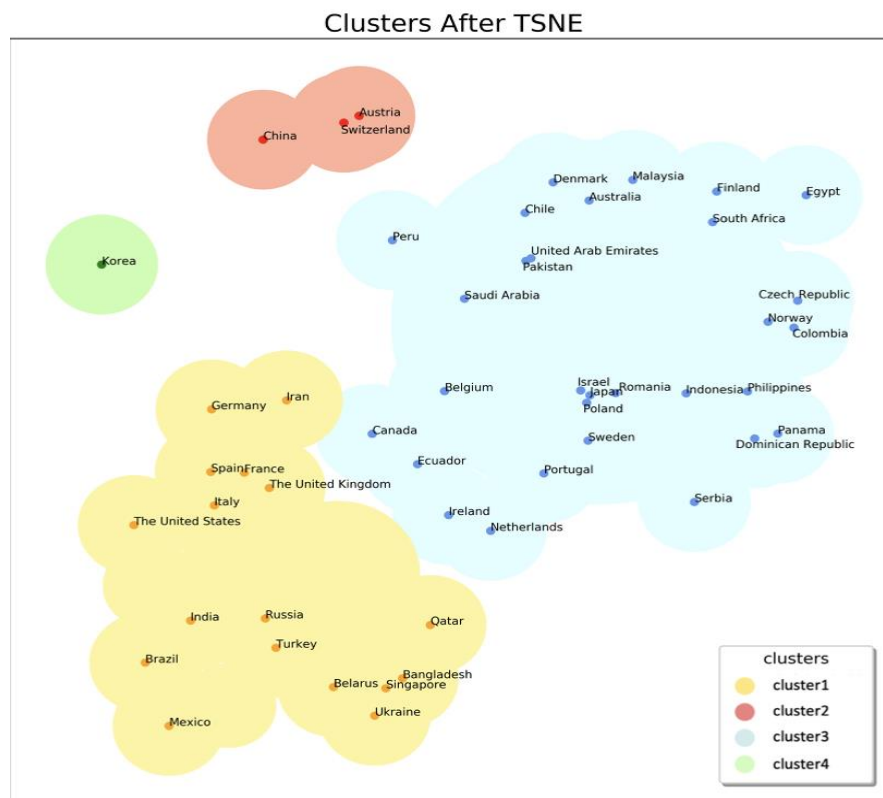 Clusters After TSNE
Austria
Switzerland
China
Korea
Denmark
Malaysia
Australia
Finland
Egypt
Chile
South Africa
Peru
United Arab Emirates
Pakistan
Saudi Arabia
Czech Republic
Norway
Colombia
Belgium
Israel
Japan
Romania
Poland
Indonesia
Philippines
Canada
Sweden
Panama
Dominican Republic
Ecuador
Portugal
Ireland
Netherlands
Serbia
Germany
Iran
Spain
France
The United Kingdom
Italy
The United States
India
Russia
Qatar
Turkey
Brazil
Bangladesh
Belarus
Singapore
Ukraine
Mexico
clusters
cluster1
cluster2
cluster3
cluster4